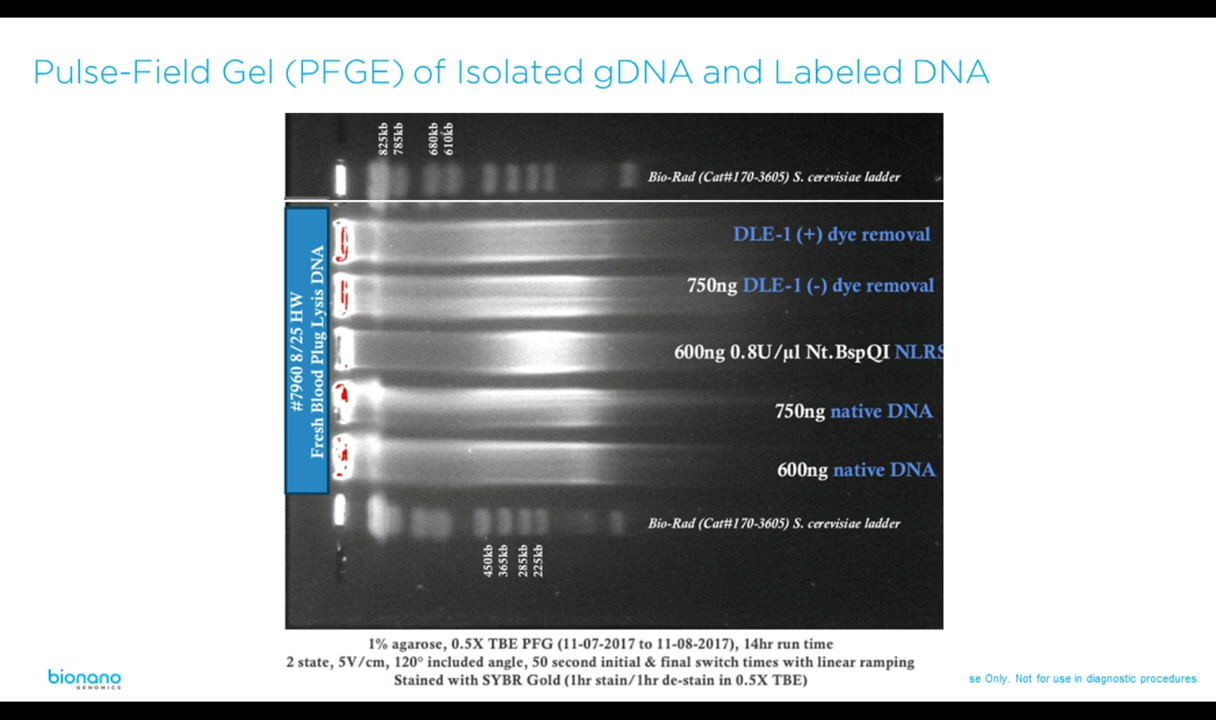 Pulse-Field Gel (PFGE) of Isolated gDNA and Labeled DNA
825kb
785kb
680kb
610kb
Bio-Rad (Cat#170-3605) S. cerevisiae ladder
#7960 8/25 HW
Fresh Blood Plug Lysis DNA
DLE-1 (+) dye removal
750ng DLE-1 (-) dye removal
600ng 0.8U/µl Nt.BspQI NLRS
750ng native DNA
600ng native DNA
Bio-Rad (Cat#170-3605) S. cerevisiae ladder
450kb
365kb
285kb
225kb
1% agarose, 0.5X TBE PFG (11-07-2017 to 11-08-2017), 14hr run time
2 state, 5V/cm, 120° included angle, 50 second initial & final switch times with linear ramping
Stained with SYBR Gold (1hr stain/1hr de-stain in 0.5X TBE)
bionano
GENOMICS
se Only. Not for use in diagnostic procedures.